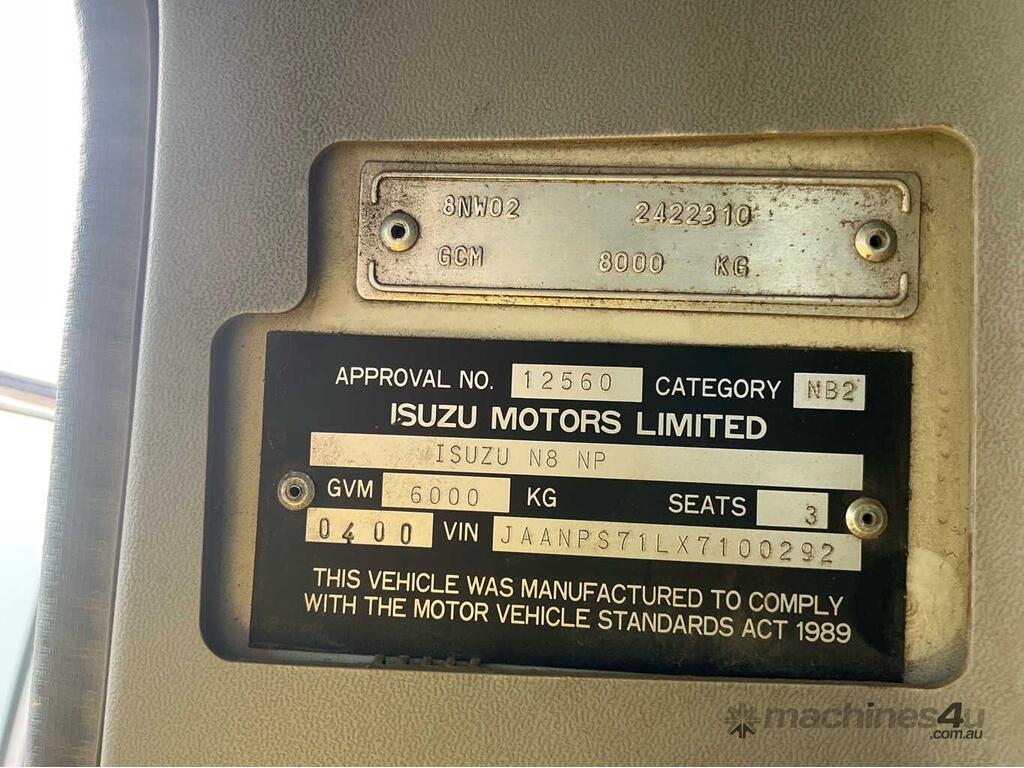 8NW02 2422310
GCM 8000 KG
APPROVAL NO. 12560 CATEGORY NB2
ISUZU MOTORS LIMITED
ISUZU N8 NP
GVM 6000 KG SEATS 3
0400 VIN JAANPS71LX7100292
THIS VEHICLE WAS MANUFACTURED TO COMPLY
WITH THE MOTOR VEHICLE STANDARDS ACT 1989
machines4u
.com.au